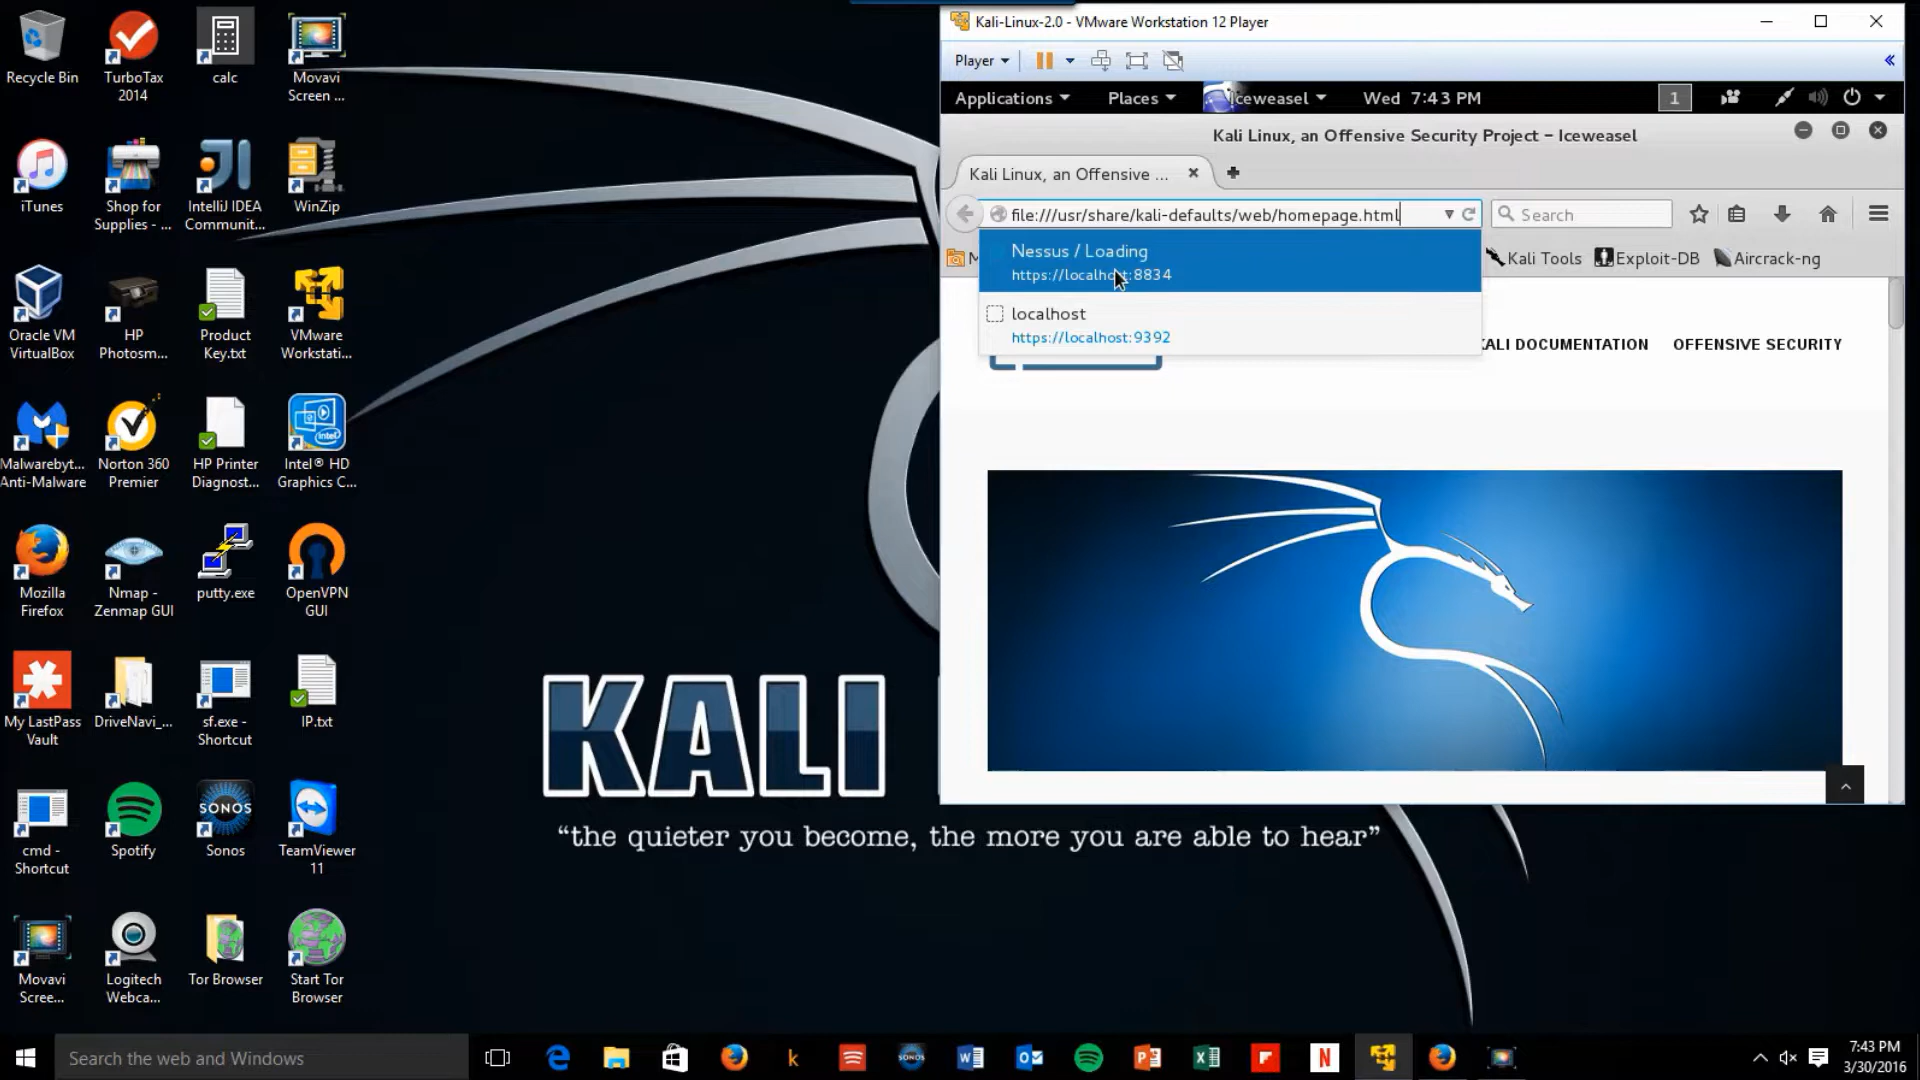 Recycle Bin
TurboTax
2014
calc
Movavi
Screen ...
iTunes
Shop for
Supplies - ...
IntelliJ IDEA
Communit...
WinZip
Oracle VM
VirtualBox
HP
Photosm...
Product
Key.txt
VMware
Workstati...
Malwarebyt...
Anti-Malware
Norton 360
Premier
HP Printer
Diagnost...
Intel® HD
Graphics C...
Mozilla
Firefox
Nmap -
Zenmap GUI
putty.exe
OpenVPN
GUI
My LastPass
Vault
DriveNavi_...
sf.exe -
Shortcut
IP.txt
cmd -
Shortcut
Spotify
SONOS
Sonos
TeamViewer
11
Movavi
Scree...
Logitech
Webca...
Tor Browser
Start Tor
Browser
KALI
“the quieter you become, the more you are able to hear”
Kali-Linux-2.0 - VMware Workstation 12 Player
Player
Applications
Places
Iceweasel
Wed 7:43 PM
1
Kali Linux, an Offensive Security Project – Iceweasel
Kali Linux, an Offensive ...
file:///usr/share/kali-defaults/web/homepage.html
Search
M
Kali Tools
Exploit-DB
Aircrack-ng
Nessus / Loading
https://localhost:8834
localhost
https://localhost:9392
KALI DOCUMENTATION
OFFENSIVE SECURITY
Search the web and Windows
SONOS
7:43 PM
3/30/2016